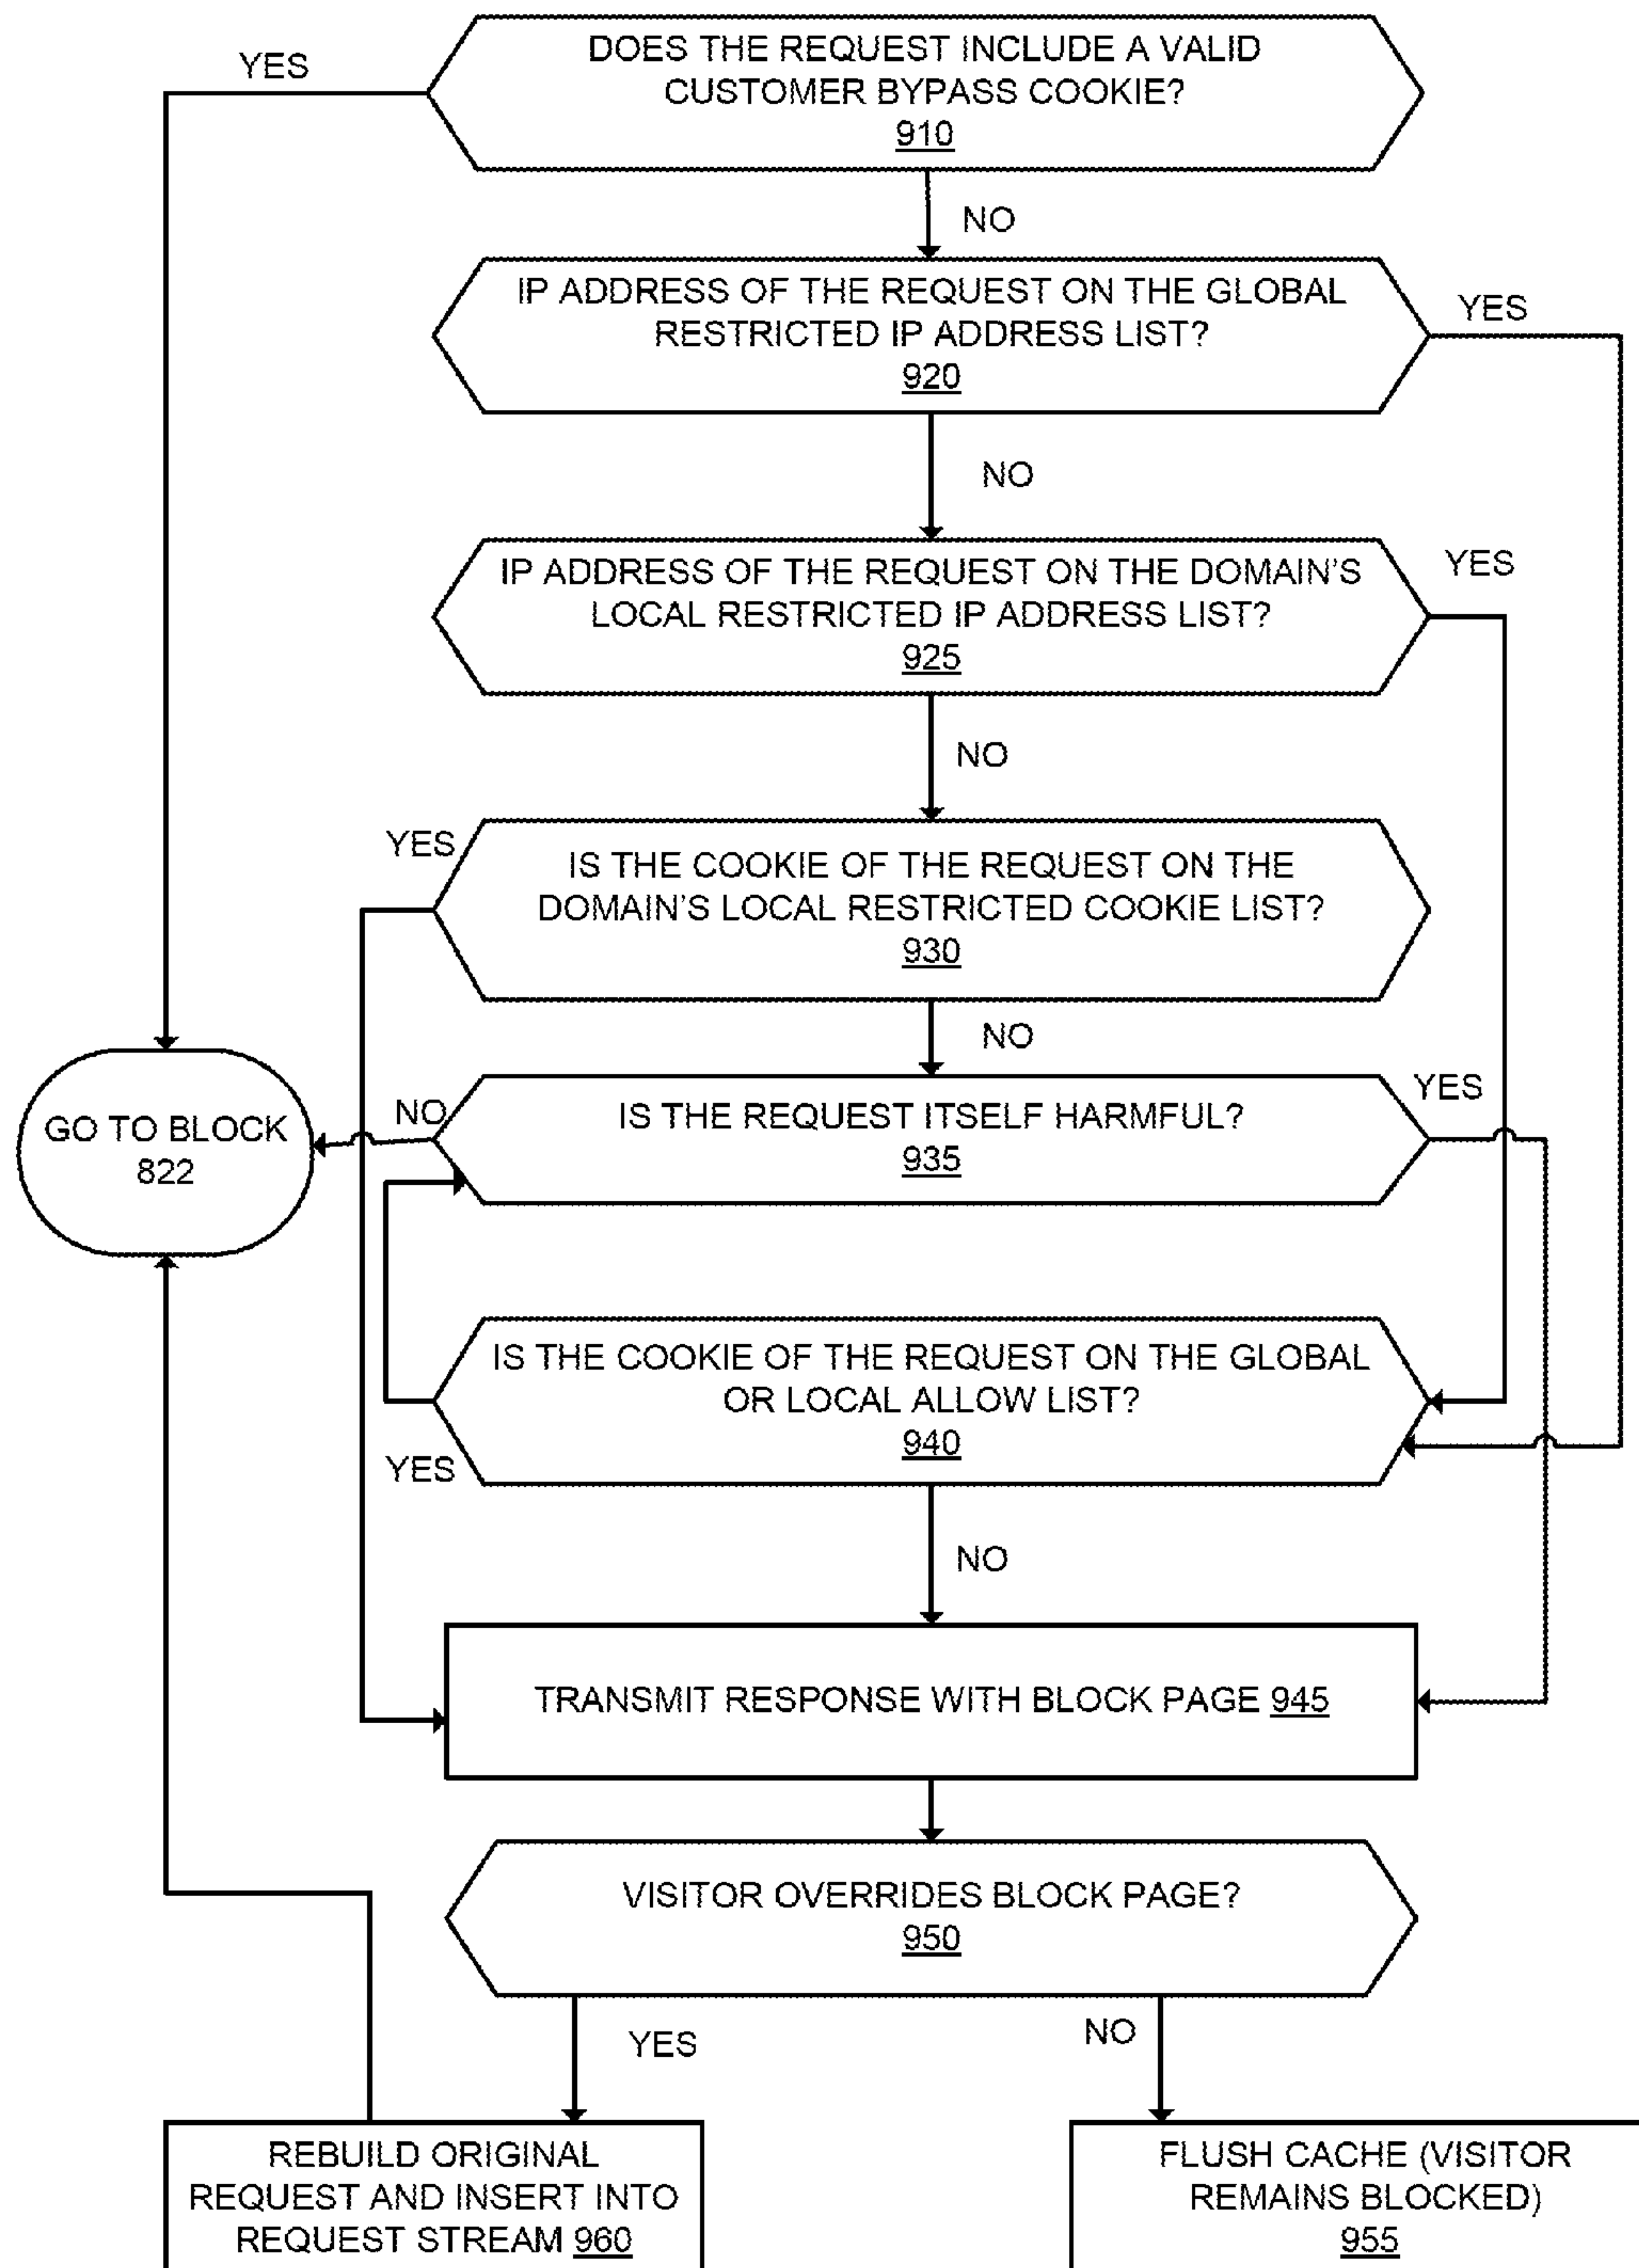 YES
DOES THE REQUEST INCLUDE A VALID
CUSTOMER BYPASS COOKIE?
910
NO
IP ADDRESS OF THE REQUEST ON THE GLOBAL
RESTRICTED IP ADDRESS LIST?
920
YES
NO
IP ADDRESS OF THE REQUEST ON THE DOMAIN'S
LOCAL RESTRICTED IP ADDRESS LIST?
925
YES
NO
YES
IS THE COOKIE OF THE REQUEST ON THE
DOMAIN'S LOCAL RESTRICTED COOKIE LIST?
930
NO
GO TO BLOCK
822
NO
IS THE REQUEST ITSELF HARMFUL?
935
YES
IS THE COOKIE OF THE REQUEST ON THE GLOBAL
OR LOCAL ALLOW LIST?
940
YES
NO
TRANSMIT RESPONSE WITH BLOCK PAGE 945
VISITOR OVERRIDES BLOCK PAGE?
950
YES
NO
REBUILD ORIGINAL
REQUEST AND INSERT INTO
REQUEST STREAM 960
FLUSH CACHE (VISITOR
REMAINS BLOCKED)
955